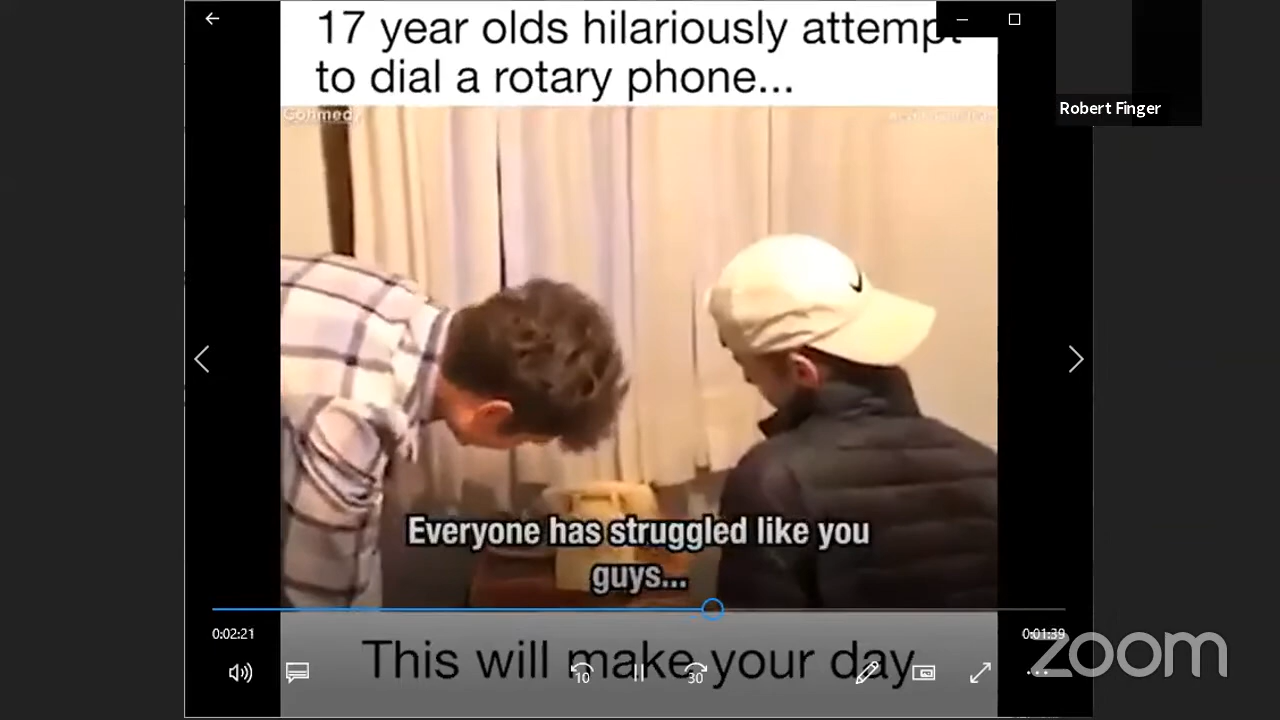 17 year olds hilariously attempt
to dial a rotary phone...
Robert Finger
Everyone has struggled like you
guys...
0:02:21
0:01:39
This will make your day
10
30
zoom